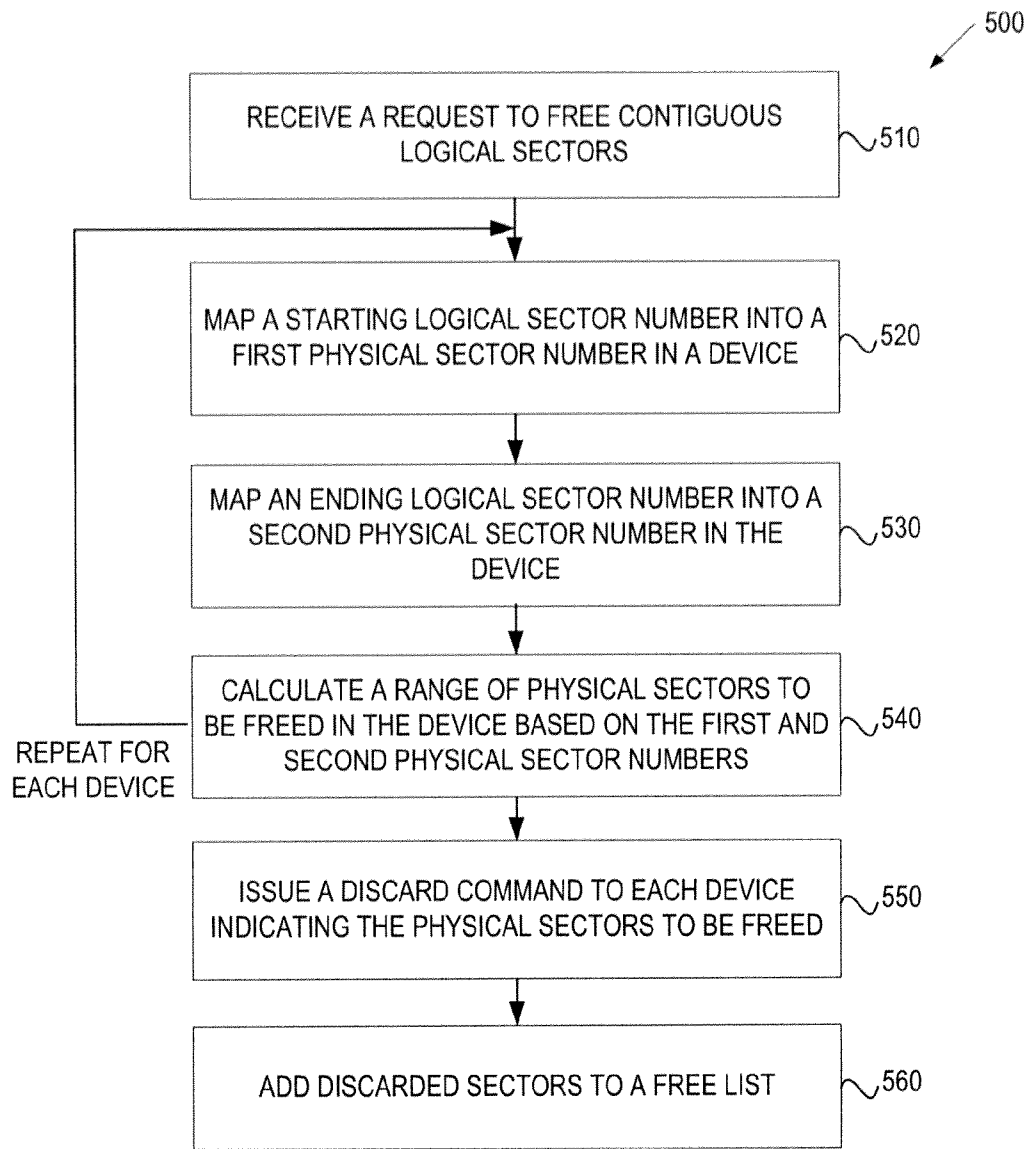 500
RECEIVE A REQUEST TO FREE CONTIGUOUS
LOGICAL SECTORS
510
MAP A STARTING LOGICAL SECTOR NUMBER INTO A
FIRST PHYSICAL SECTOR NUMBER IN A DEVICE
520
MAP AN ENDING LOGICAL SECTOR NUMBER INTO A
SECOND PHYSICAL SECTOR NUMBER IN THE
DEVICE
530
CALCULATE A RANGE OF PHYSICAL SECTORS TO
BE FREED IN THE DEVICE BASED ON THE FIRST AND
SECOND PHYSICAL SECTOR NUMBERS
540
REPEAT FOR
EACH DEVICE
ISSUE A DISCARD COMMAND TO EACH DEVICE
INDICATING THE PHYSICAL SECTORS TO BE FREED
550
ADD DISCARDED SECTORS TO A FREE LIST
560